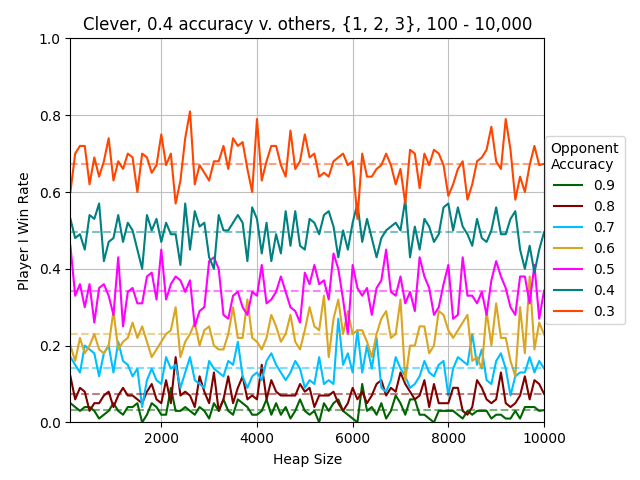 Clever, 0.4 accuracy v. others, {1, 2, 3}, 100 - 10,000
Player I Win Rate
1.0
0.8
0.6
0.4
0.2
0.0
2000 4000 6000 8000 10000
Heap Size
Opponent
Accuracy
0.9
0.8
0.7
0.6
0.5
0.4
0.3